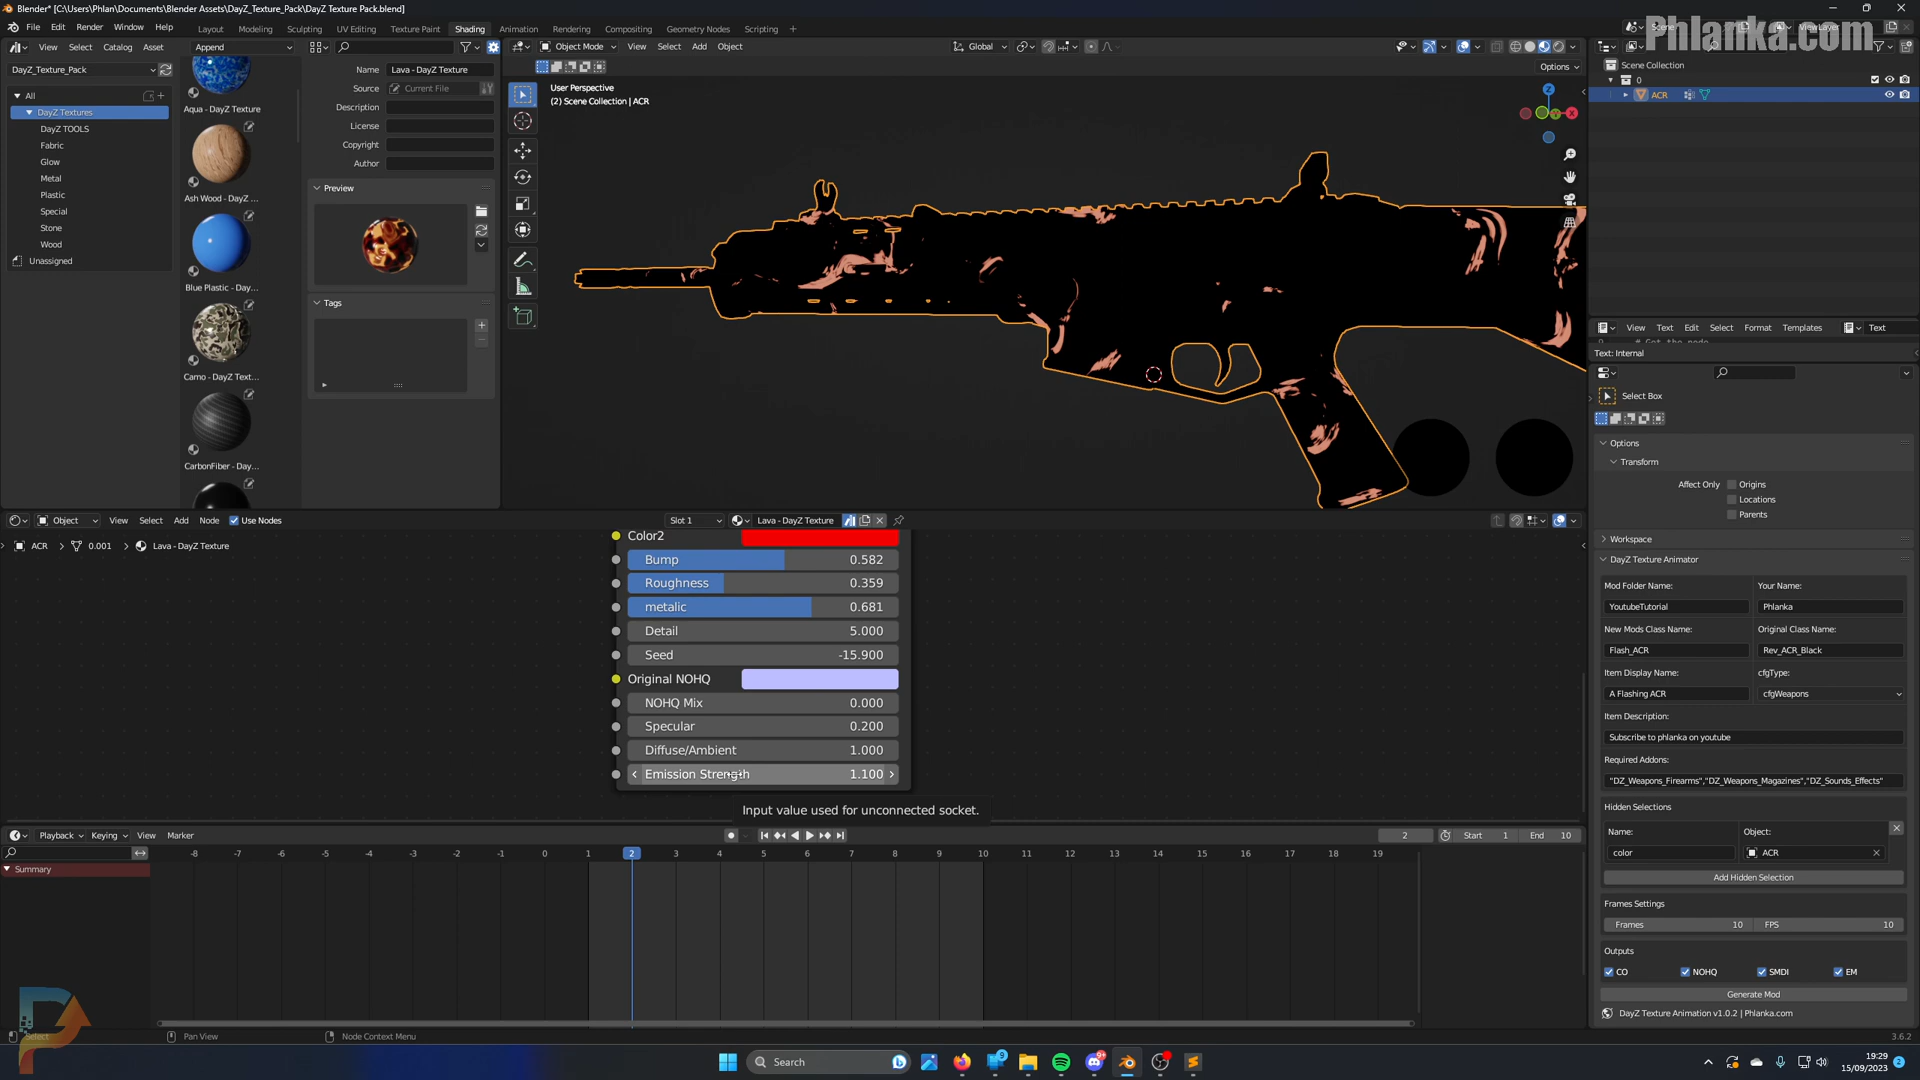 Blender* [C:\Users\Phlan\Documents\Blender Assets\DayZ_Texture_Pack\DayZ Texture Pack.blend]
File Edit Render Window Help Layout Modeling Sculpting UV Editing Texture Paint Shading Animation Rendering Compositing Geometry Nodes Scripting +
Scene ViewLayer
Phlanka.com
View Select Catalog Asset Append
Object Mode View Select Add Object Global
Options
DayZ_Texture_Pack
All
DayZ Textures
DayZ TOOLS
Fabric
Glow
Metal
Plastic
Special
Stone
Wood
Unassigned
Aqua - DayZ Texture
Ash Wood - DayZ ...
Blue Plastic - Day...
Camo - DayZ Text...
CarbonFiber - Day...
Name Lava - DayZ Texture
Source Current File
Description
License
Copyright
Author
Preview
Tags
User Perspective
(2) Scene Collection | ACR
Z
X
Y
Scene Collection
0
ACR
View Text Edit Select Format Templates Text
# Get the node
Text: Internal
Select Box
Options
Transform
Affect Only Origins
Locations
Parents
Workspace
DayZ Texture Animator
Mod Folder Name: Your Name:
YoutubeTutorial Phlanka
New Mods Class Name: Original Class Name:
Flash_ACR Rev_ACR_Black
Item Display Name: cfgType:
A Flashing ACR cfgWeapons
Item Description:
Subscribe to phlanka on youtube
Required Addons:
"DZ_Weapons_Firearms","DZ_Weapons_Magazines","DZ_Sounds_Effects"
Hidden Selections
Name: Object:
color ACR
Add Hidden Selection
Frames Settings
Frames 10 FPS 10
Outputs
CO NOHQ SMDI EM
Generate Mod
DayZ Texture Animation v1.0.2 | Phlanka.com
Object View Select Add Node Use Nodes Slot 1 Lava - DayZ Texture
ACR > 0.001 > Lava - DayZ Texture
Color2
Bump 0.582
Roughness 0.359
metalic 0.681
Detail 5.000
Seed -15.900
Original NOHQ
NOHQ Mix 0.000
Specular 0.200
Diffuse/Ambient 1.000
Emission Strength 1.100
Input value used for unconnected socket.
Playback Keying View Marker 2 Start 1 End 10
-8 -7 -6 -5 -4 -3 -2 -1 0 1 2 3 4 5 6 7 8 9 10 11 12 13 14 15 16 17 18 19
Summary
Select Pan View Node Context Menu 3.6.2
Search
9
9+
19:29
15/09/2023
2